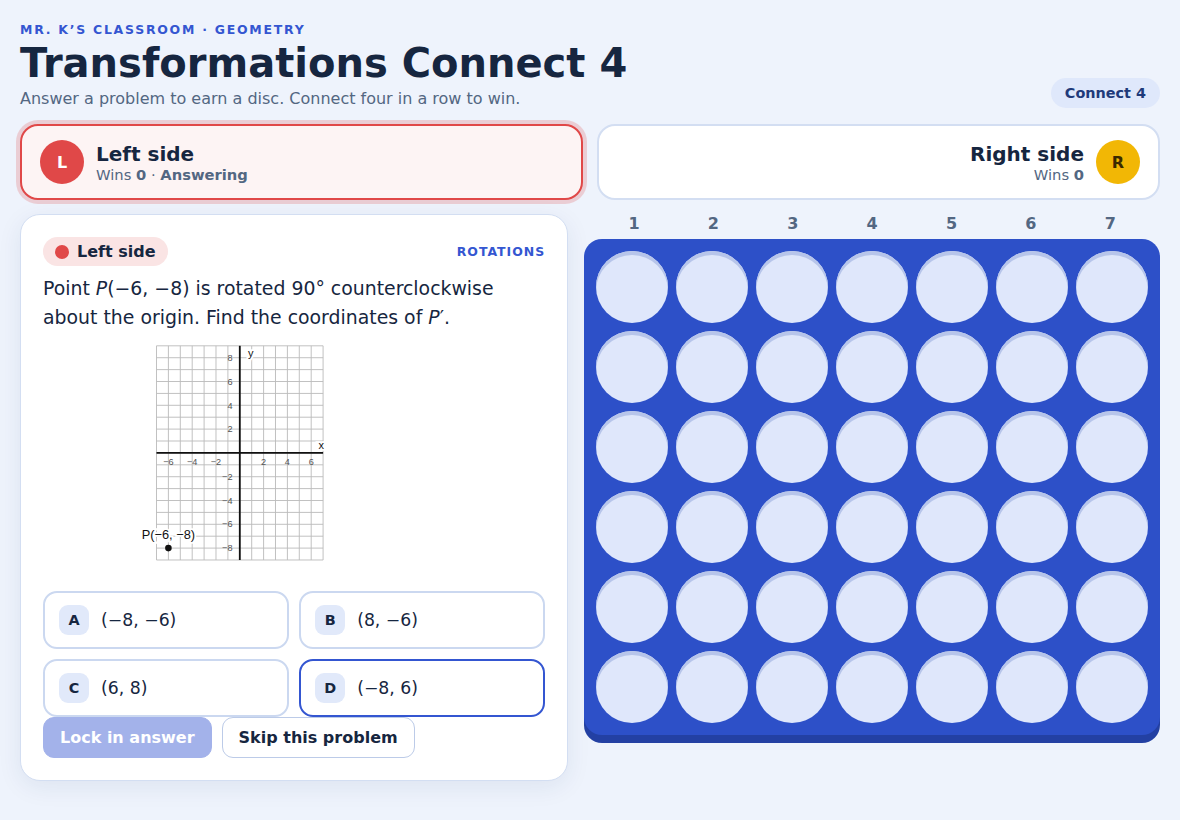 MR. K’S CLASSROOM · GEOMETRY
Transformations Connect 4
Answer a problem to earn a disc. Connect four in a row to win.
Connect 4
L
Left side
Wins 0 · Answering
Right side
Wins 0
R
Left side
ROTATIONS
Point P(−6, −8) is rotated 90° counterclockwise
about the origin. Find the coordinates of P′.
y
8
6
4
2
x
−6 −4 −2 2 4 6
−2
−4
−6
P(−6, −8)
−8
A (−8, −6)
B (8, −6)
C (6, 8)
D (−8, 6)
Lock in answer
Skip this problem
1 2 3 4 5 6 7